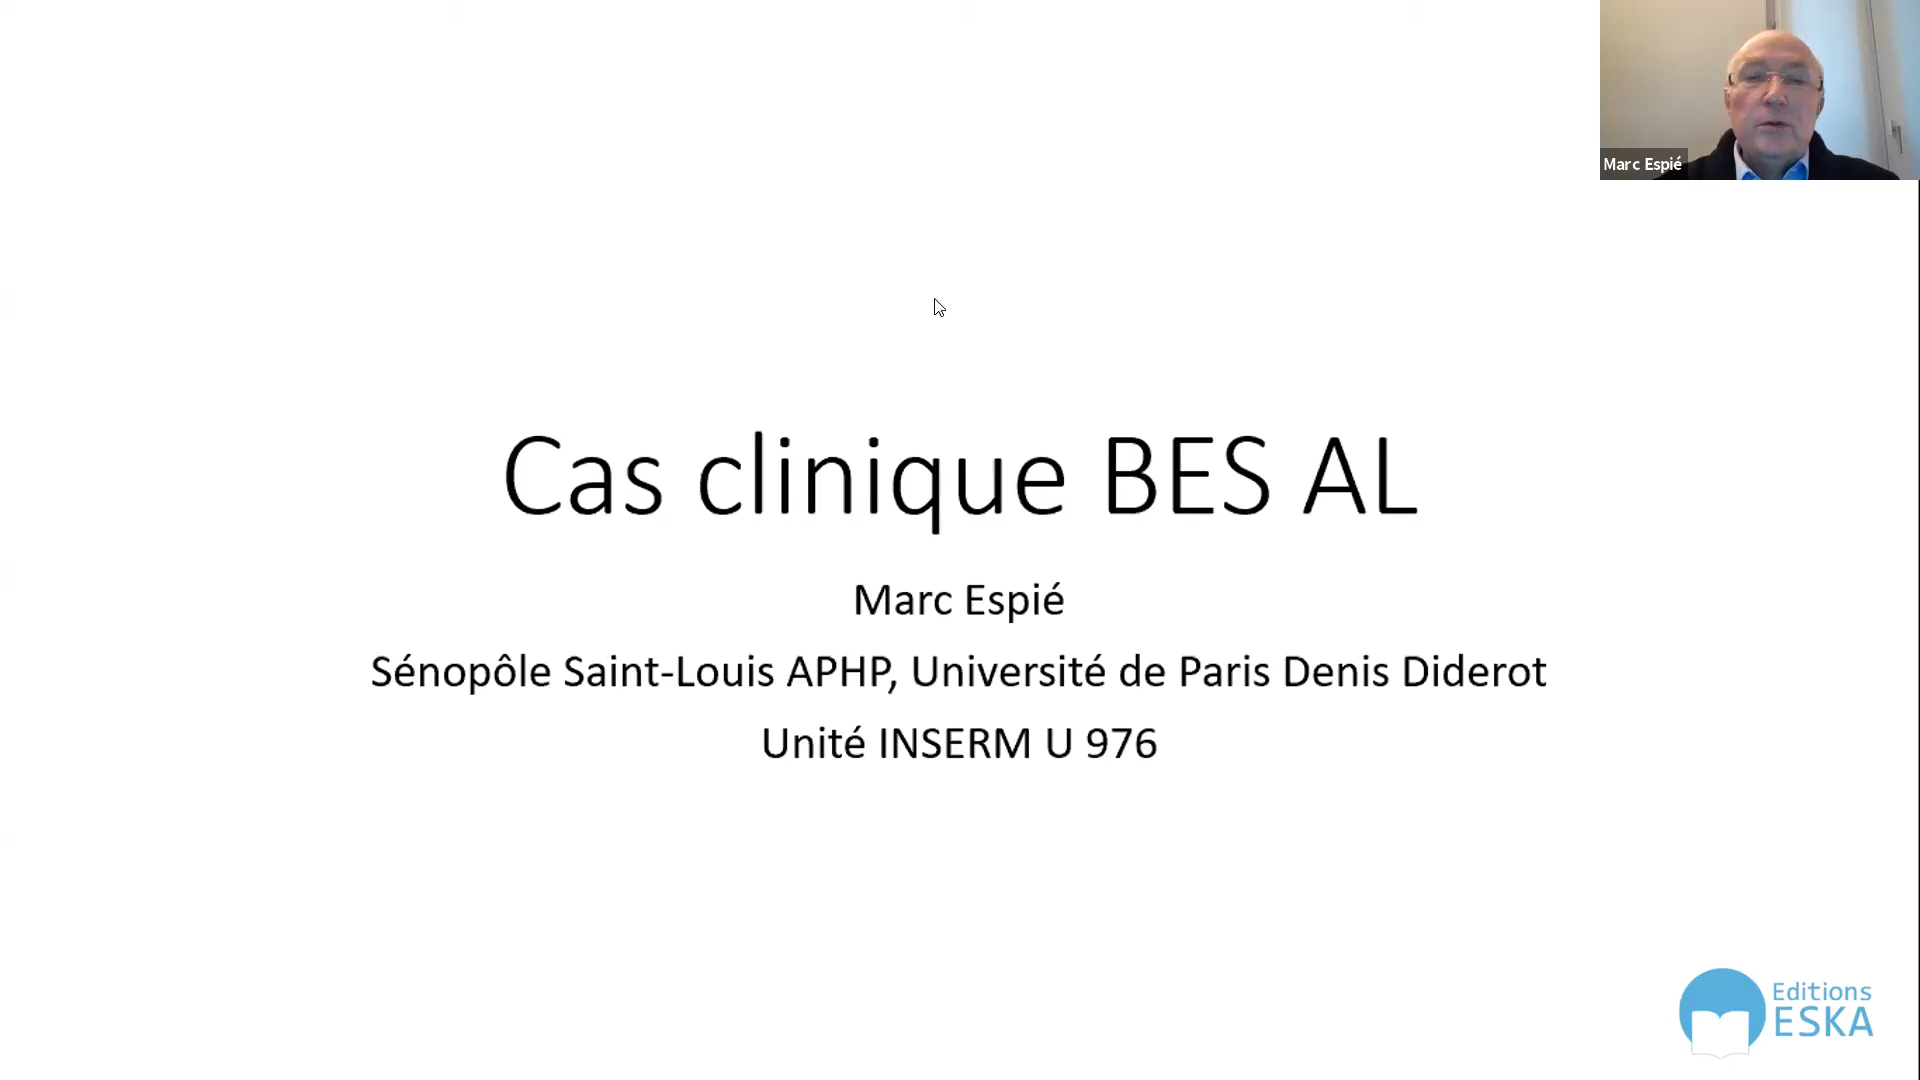 Marc Espié
Cas clinique BES AL
Marc Espié
Sénopôle Saint-Louis APHP, Université de Paris Denis Diderot
Unité INSERM U 976
Editions
ESKA